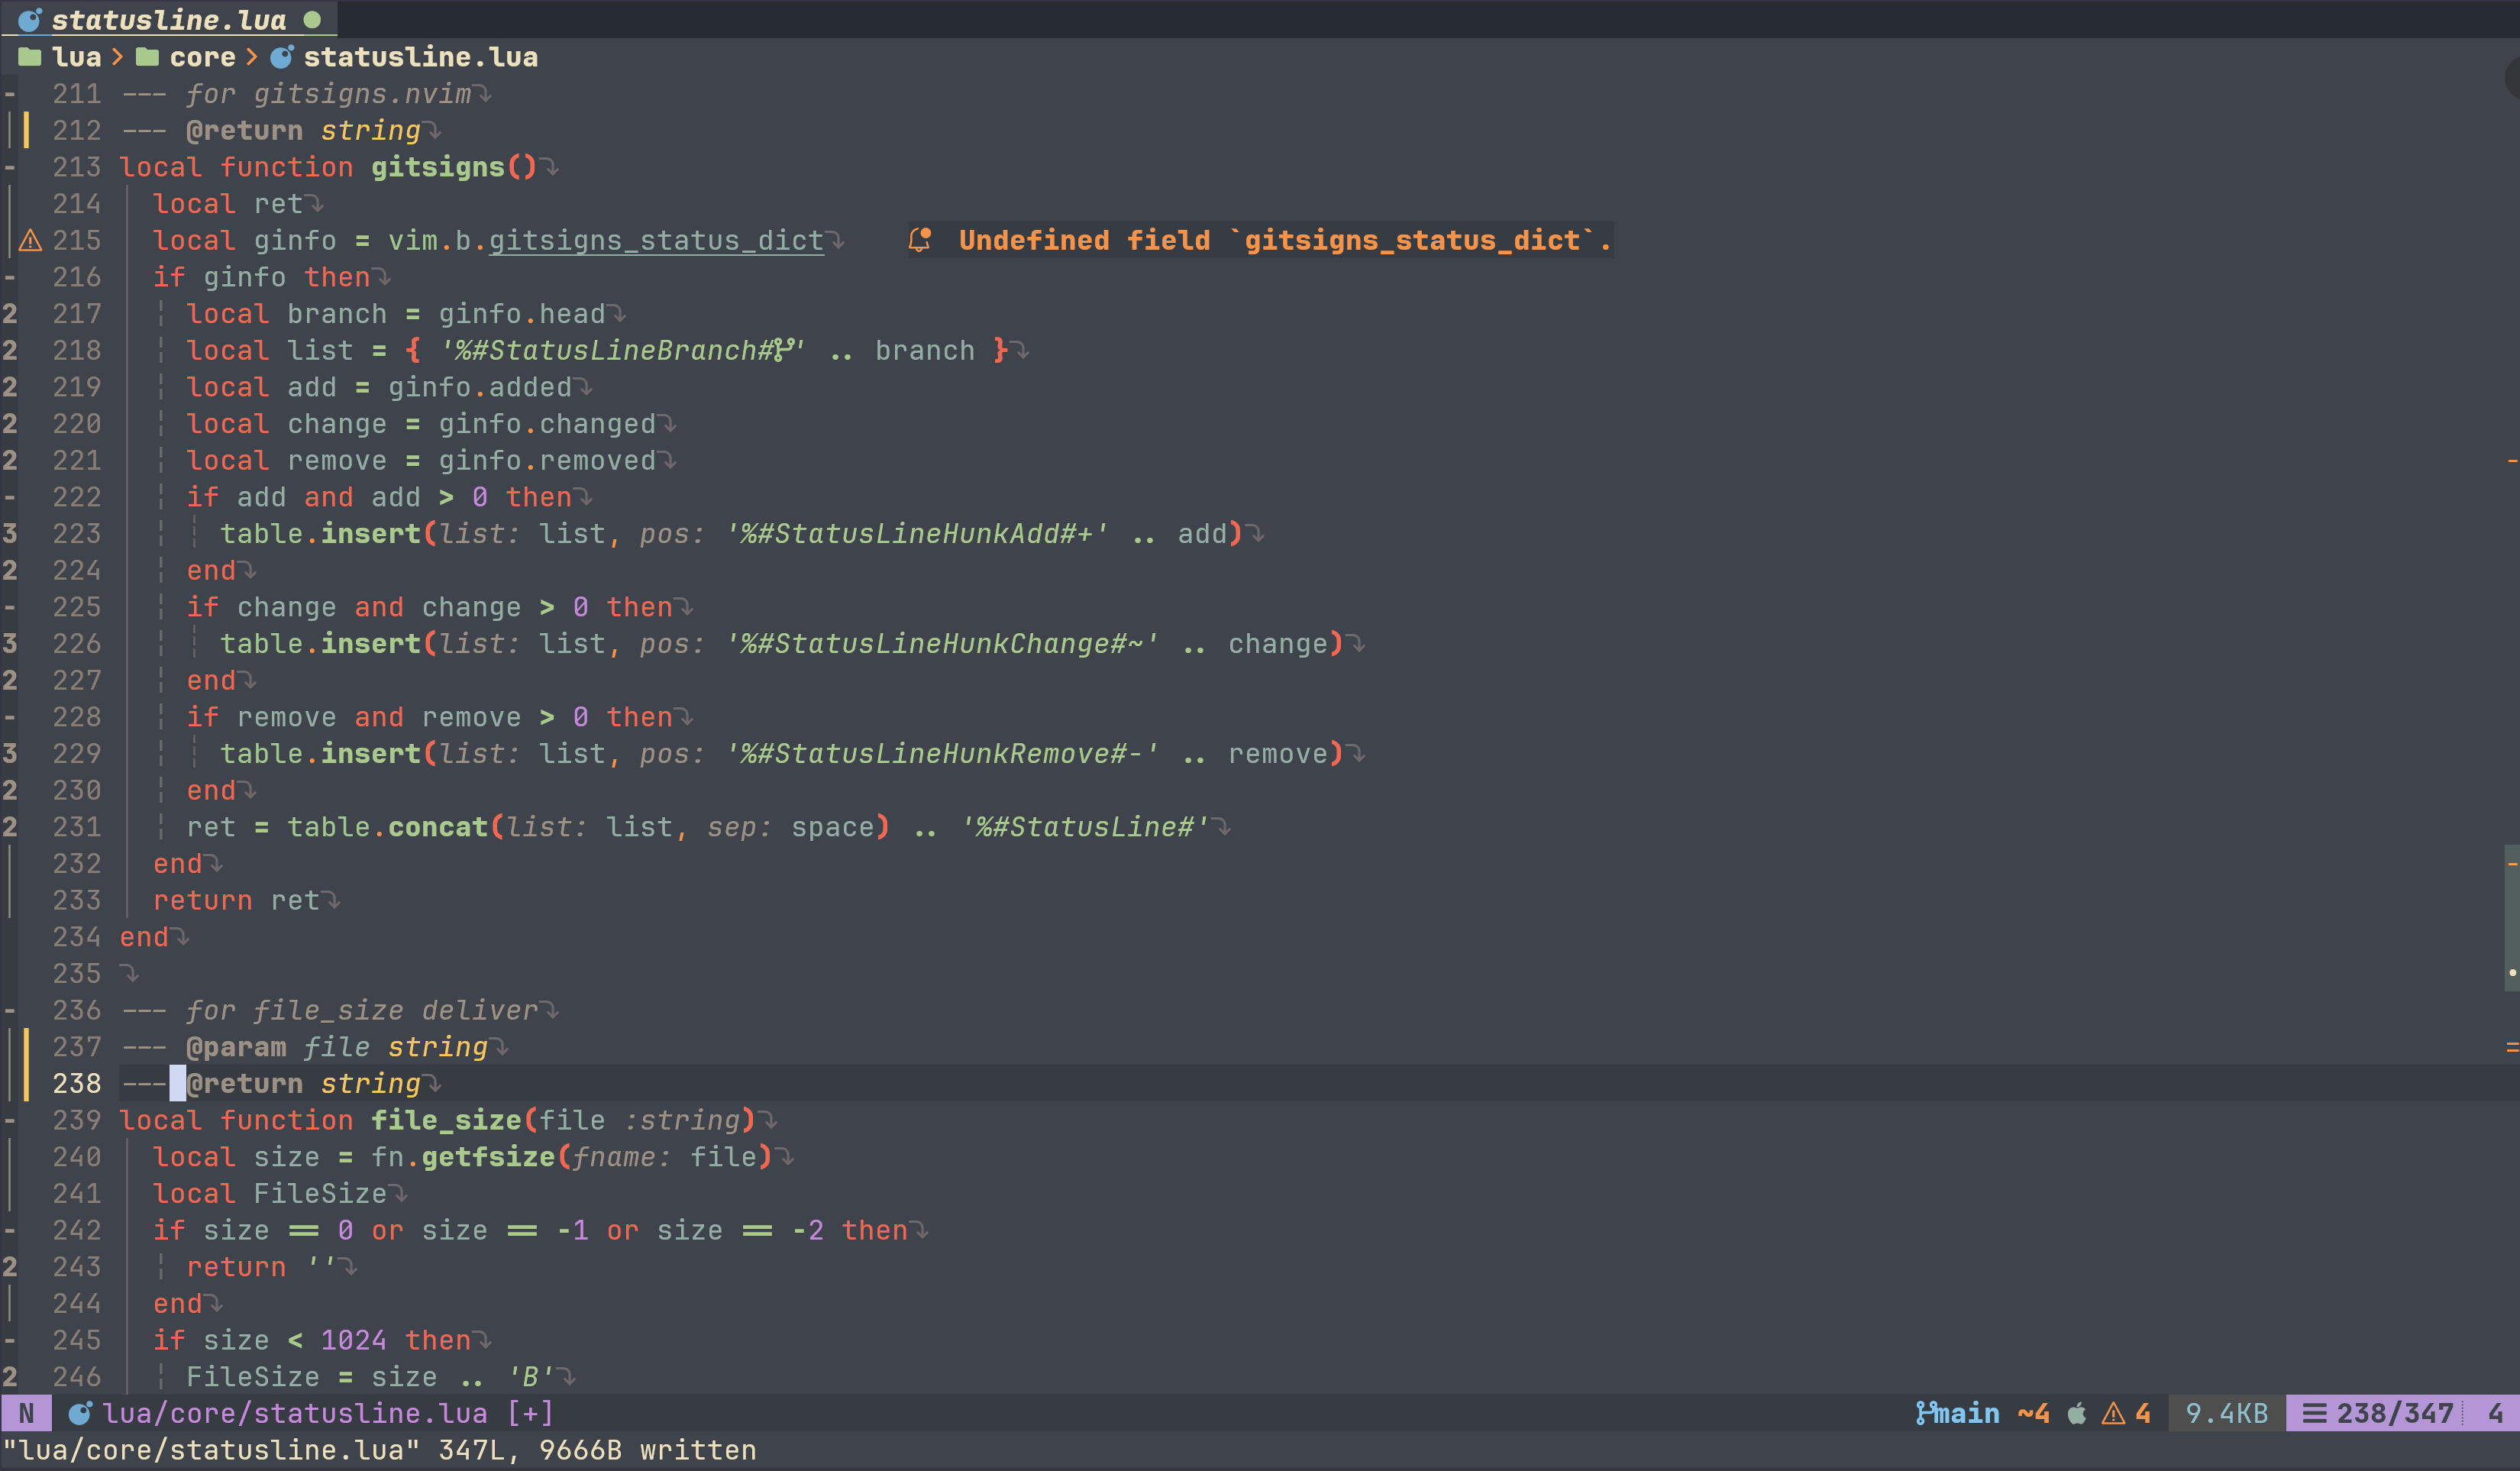 statusline.lua
lua > core > statusline.lua
- 211 --- for gitsigns.nvim
212 --- @return string
- 213 local function gitsigns()
214 local ret
215 local ginfo = vim.b.gitsigns_status_dict Undefined field `gitsigns_status_dict`.
- 216 if ginfo then
2 217 local branch = ginfo.head
2 218 local list = { '%#StatusLineBranch#' .. branch }
2 219 local add = ginfo.added
2 220 local change = ginfo.changed
2 221 local remove = ginfo.removed
- 222 if add and add > 0 then
3 223 table.insert(list: list, pos: '%#StatusLineHunkAdd#+' .. add)
2 224 end
- 225 if change and change > 0 then
3 226 table.insert(list: list, pos: '%#StatusLineHunkChange#~' .. change)
2 227 end
- 228 if remove and remove > 0 then
3 229 table.insert(list: list, pos: '%#StatusLineHunkRemove#-' .. remove)
2 230 end
2 231 ret = table.concat(list: list, sep: space) .. '%#StatusLine#'
232 end
233 return ret
234 end
235
- 236 --- for file_size deliver
237 --- @param file string
238 --- @return string
- 239 local function file_size(file :string)
240 local size = fn.getfsize(fname: file)
241 local FileSize
- 242 if size == 0 or size == -1 or size == -2 then
2 243 return ''
244 end
- 245 if size < 1024 then
2 246 FileSize = size .. 'B'
N lua/core/statusline.lua [+] main ~4 4 9.4KB 238/347 4
"lua/core/statusline.lua" 347L, 9666B written